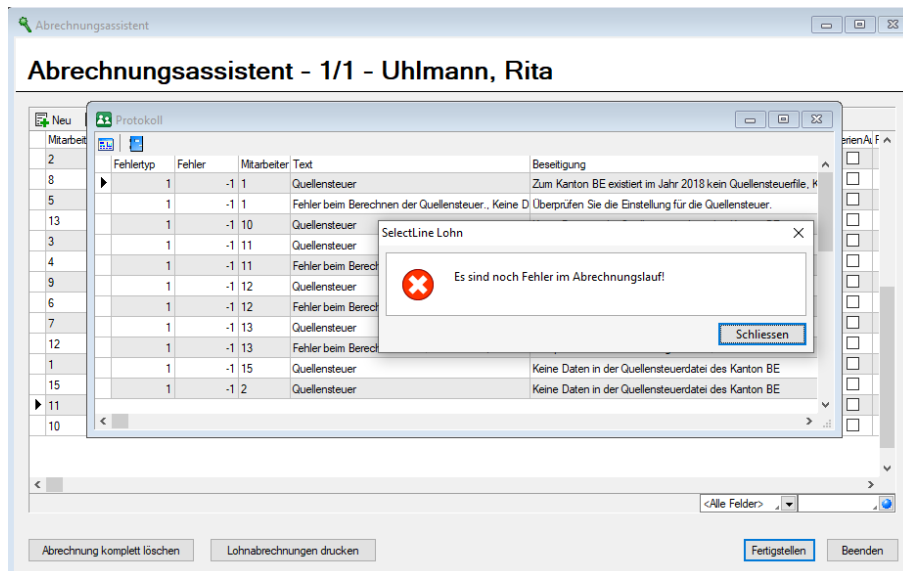 Abrechnungsassistent
Abrechnungsassistent - 1/1 - Uhlmann, Rita
Neu
Protokoll
Mitarbeit
erienAu F
Fehlertyp Fehler Mitarbeiter Text Beseitigung
2
1 -1 1 Quellensteuer Zum Kanton BE existiert im Jahr 2018 kein Quellensteuerfile, K
8
1 -1 1 Fehler beim Berechnen der Quellensteuer., Keine D Überprüfen Sie die Einstellung für die Quellensteuer.
5
1 -1 10 Quellensteuer
13
1 -1 11 Quellensteuer
3
1 -1 11 Fehler beim Berech
4
1 -1 12 Quellensteuer
9
1 -1 12 Fehler beim Berech
6
1 -1 13 Quellensteuer
7
1 -1 13 Fehler beim Berech
12
1 -1 15 Quellensteuer Keine Daten in der Quellensteuerdatei des Kanton BE
1
1 -1 2 Quellensteuer Keine Daten in der Quellensteuerdatei des Kanton BE
15
11
10
SelectLine Lohn
Es sind noch Fehler im Abrechnungslauf!
Schliessen
<Alle Felder>
Abrechnung komplett löschen Lohnabrechnungen drucken Fertigstellen Beenden